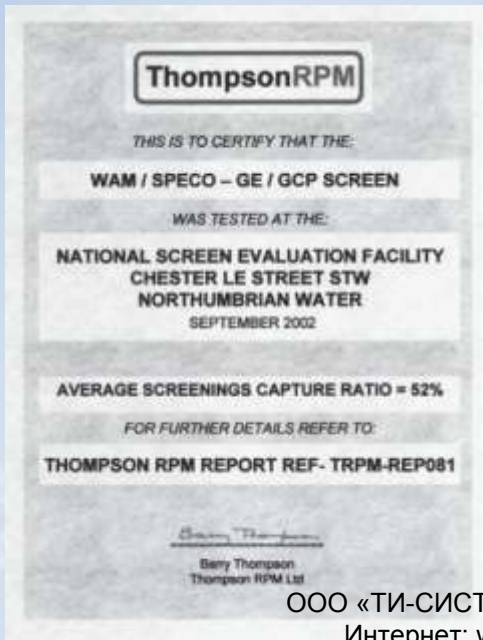 ThompsonRPM
THIS IS TO CERTIFY THAT THE:
WAM / SPECO – GE / GCP SCREEN
WAS TESTED AT THE:
NATIONAL SCREEN EVALUATION FACILITY
CHESTER LE STREET STW
NORTHUMBRIAN WATER
SEPTEMBER 2002
AVERAGE SCREENINGS CAPTURE RATIO = 52%
FOR FURTHER DETAILS REFER TO:
THOMPSON RPM REPORT REF- TRPM-REP081
Barry Thompson
Barry Thompson
Thompson RPM Ltd
ООО «ТИ-СИСТ
Интернет: